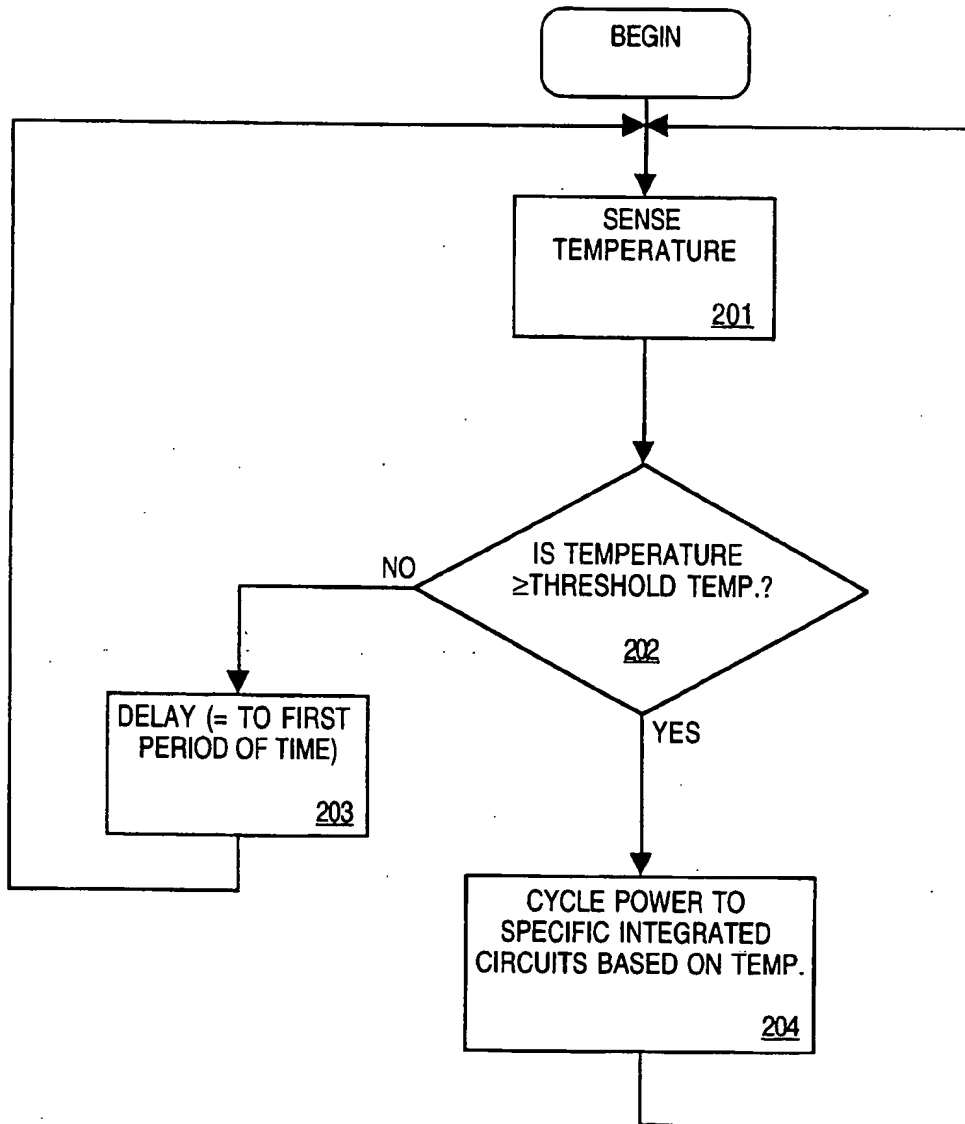 BEGIN
SENSE
TEMPERATURE
201
IS TEMPERATURE
≥THRESHOLD TEMP.?
202
NO
YES
DELAY (= TO FIRST
PERIOD OF TIME)
203
CYCLE POWER TO
SPECIFIC INTEGRATED
CIRCUITS BASED ON TEMP.
204